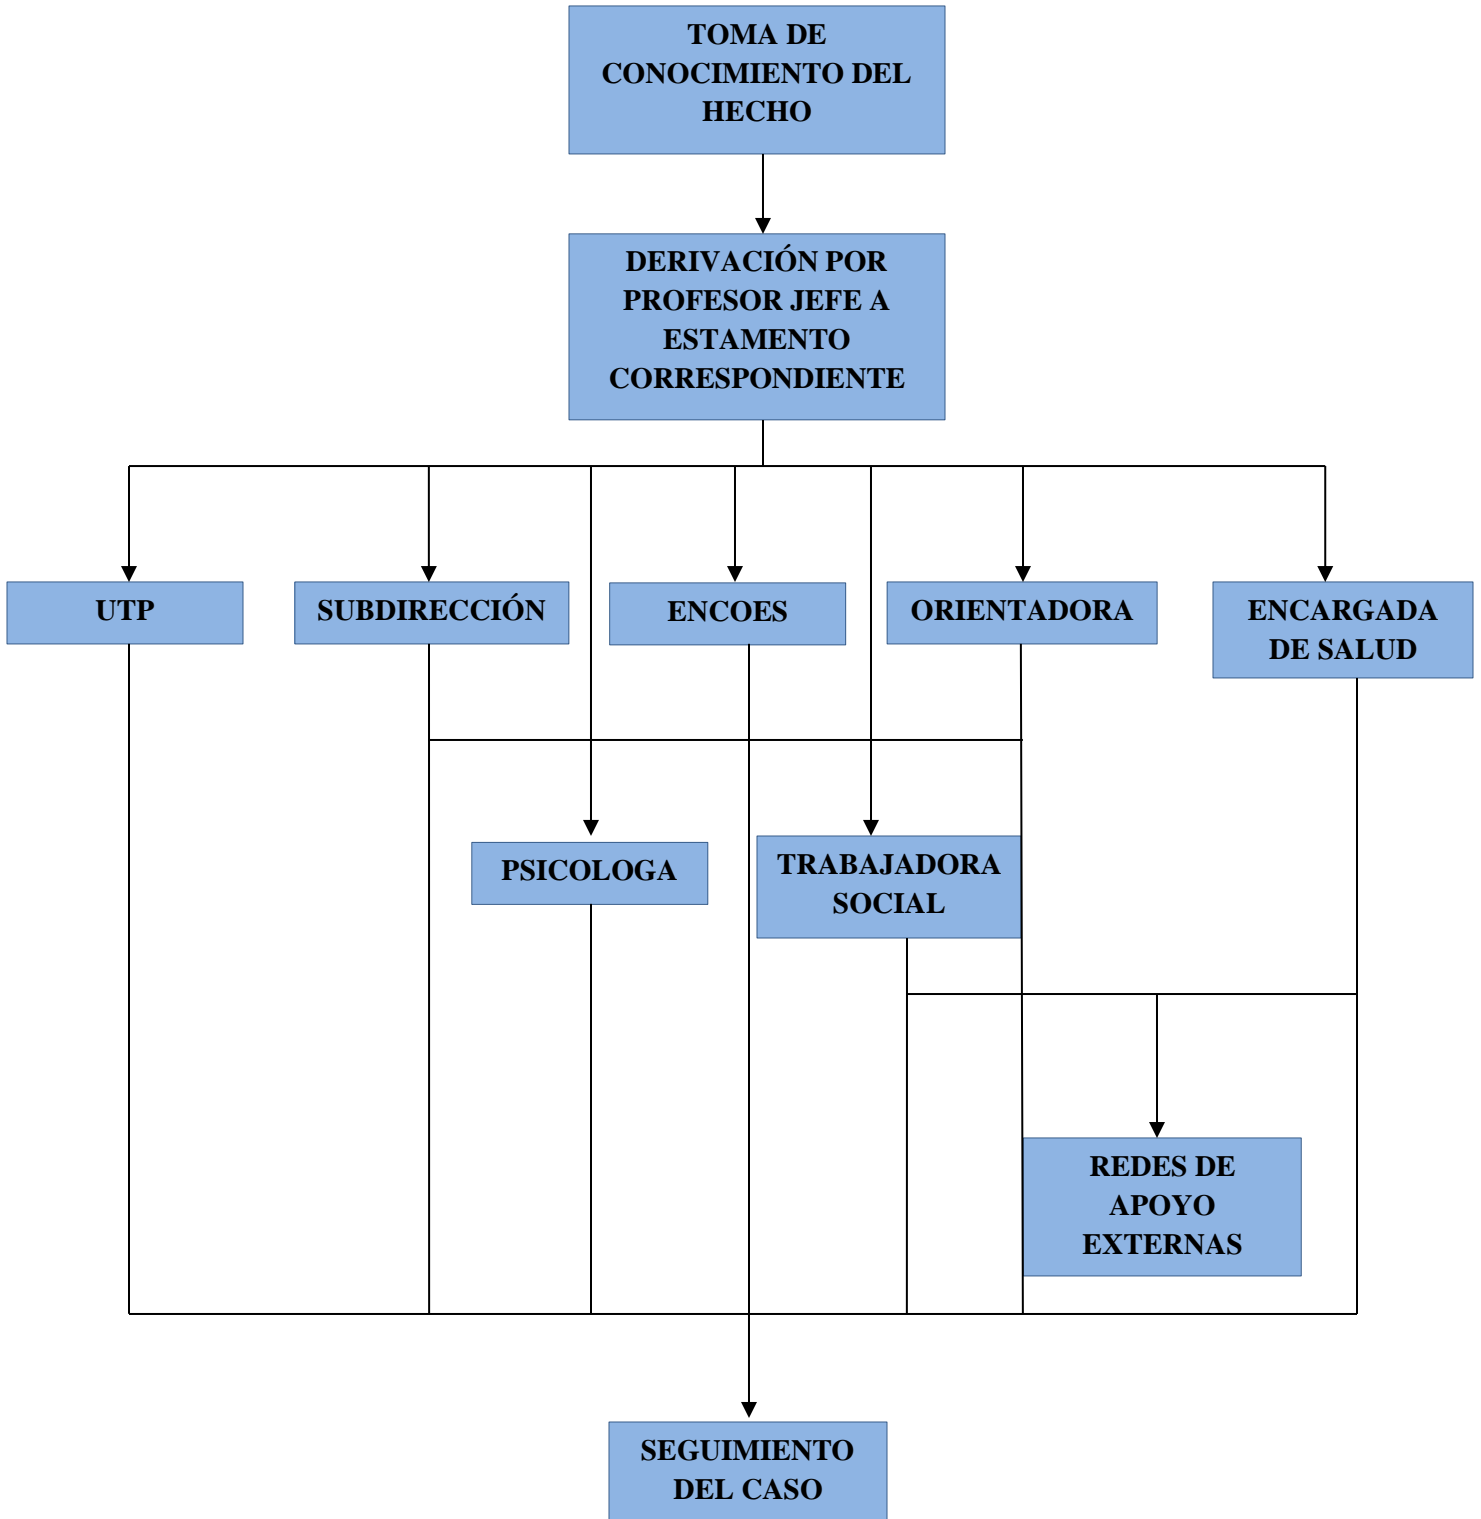 TOMA DE
CONOCIMIENTO DEL
HECHO
DERIVACIÓN POR
PROFESOR JEFE A
ESTAMENTO
CORRESPONDIENTE
UTP
SUBDIRECCIÓN
ENCOES
ORIENTADORA
ENCARGADA
DE SALUD
PSICOLOGA
TRABAJADORA
SOCIAL
REDES DE
APOYO
EXTERNAS
SEGUIMIENTO
DEL CASO